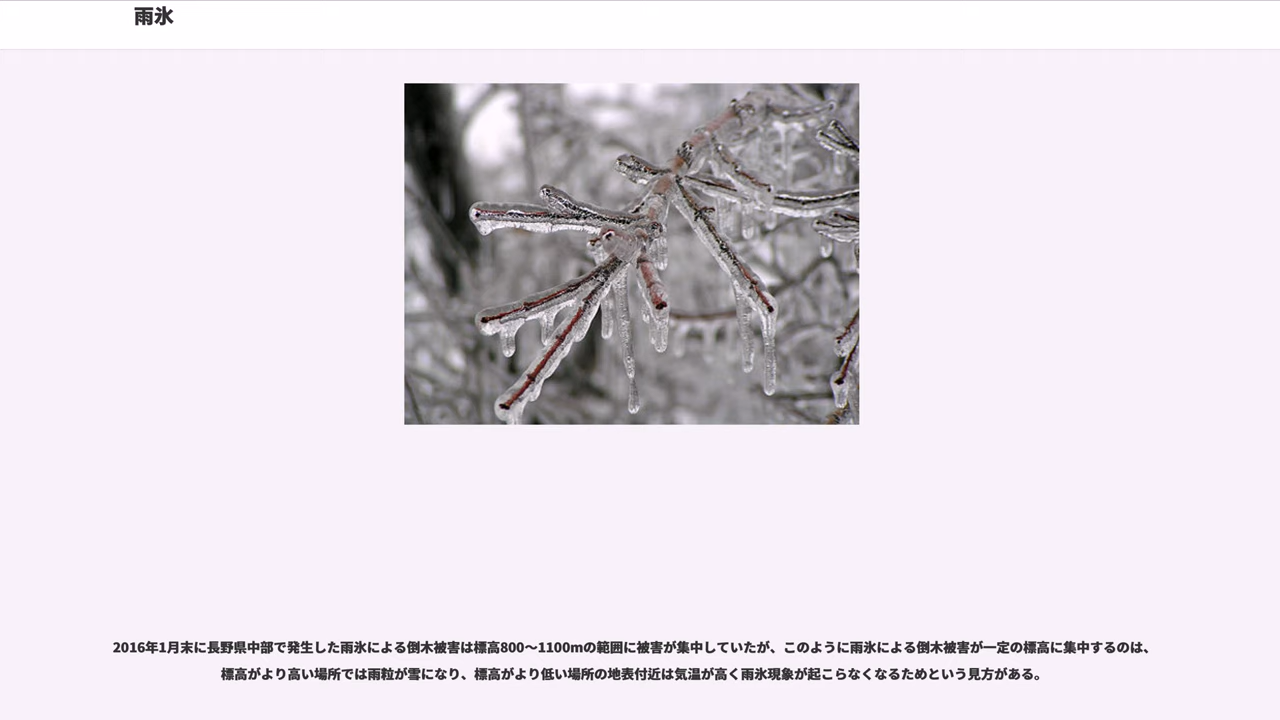 雨氷
2016年1月末に長野県中部で発生した雨氷による倒木被害は標高800〜1100mの範囲に被害が集中していたが、このように雨氷による倒木被害が一定の標高に集中するのは、
標高がより高い場所では雨粒が雪になり、標高がより低い場所の地表付近は気温が高く雨氷現象が起こらなくなるためという見方がある。